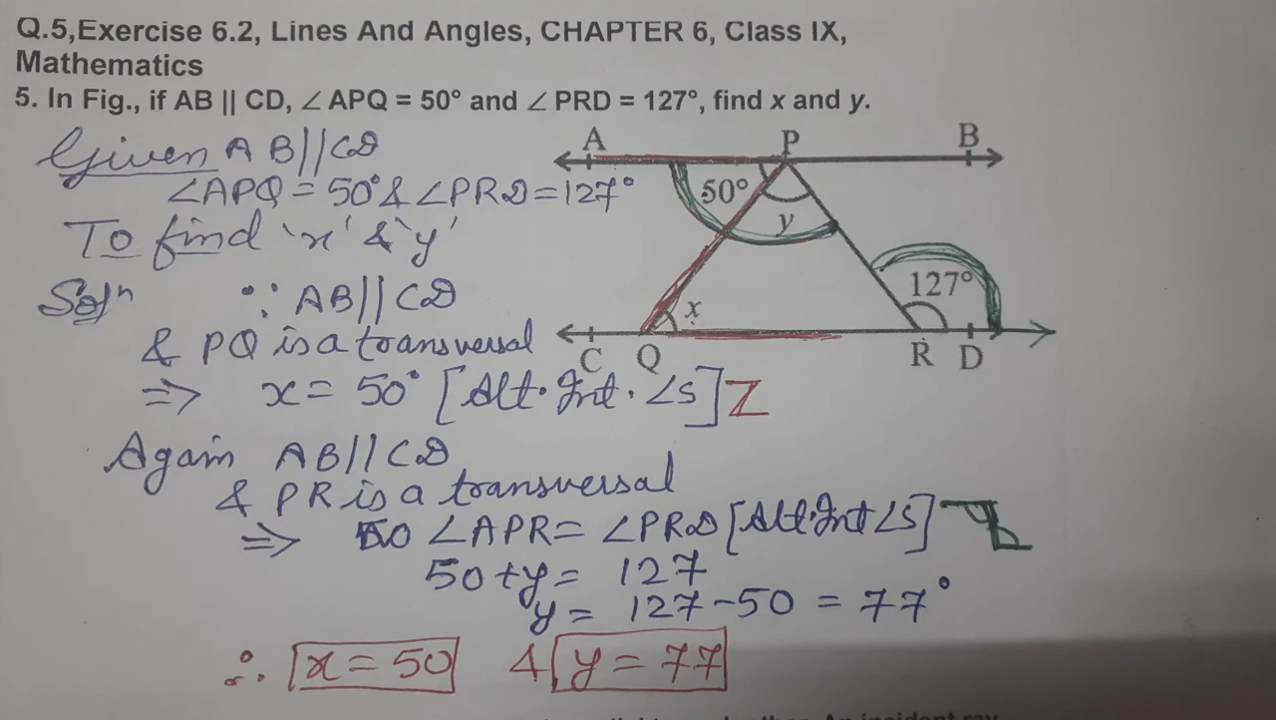 Q.5,Exercise 6.2, Lines And Angles, CHAPTER 6, Class IX,
Mathematics
5. In Fig., if AB || CD, ∠ APQ = 50° and ∠ PRD = 127°, find x and y.
Given AB||CD
∠APQ = 50° & ∠PRD = 127°
To find 'x' & 'y'
Solⁿ ∵ AB||CD
& PQ is a transversal
⇒ x = 50° [Alt. Int. ∠s] Z
Again AB||CD
& PR is a transversal
⇒ ∠APR = ∠PRD [Alt. Int ∠s]
50 + y = 127
y = 127 - 50 = 77°
∴ x = 50 & y = 77
A P B
50° y
127°
x
C Q R D